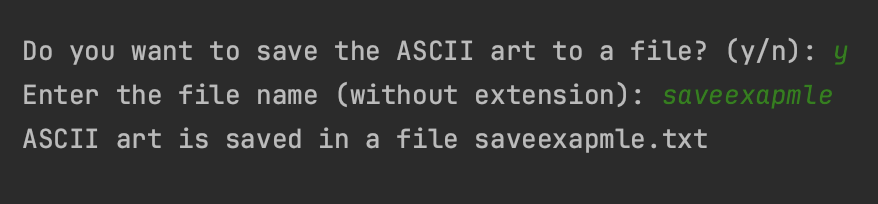 Do you want to save the ASCII art to a file? (y/n): y
Enter the file name (without extension): saveexapmle
ASCII art is saved in a file saveexapmle.txt